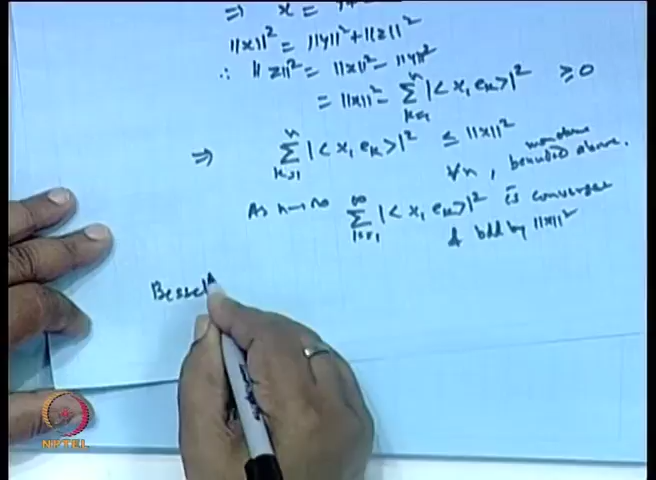 ⇒ x = y+z
||x||² = ||y||² + ||z||²
∴ ||z||² = ||x||² - ||y||²
= ||x||² - Σ_{k=1}^{n} |<x, e_k>|² ≥ 0
⇒ Σ_{k=1}^{n} |<x, e_k>|² ≤ ||x||²
∀n, monotone bounded above.
As n→∞ Σ_{k=1}^{∞} |<x, e_k>|² is convergent
& bdd by ||x||²
Bessel
NPTEL